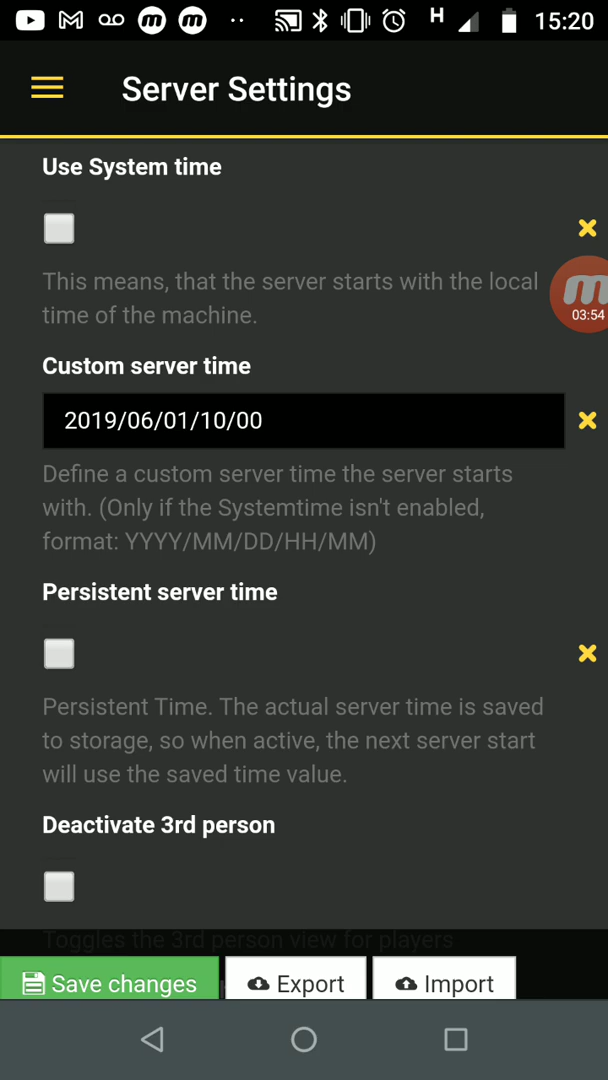 H 15:20
Server Settings
Use System time
This means, that the server starts with the local
time of the machine.
03:54
Custom server time
2019/06/01/10/00
Define a custom server time the server starts
with. (Only if the Systemtime isn't enabled,
format: YYYY/MM/DD/HH/MM)
Persistent server time
Persistent Time. The actual server time is saved
to storage, so when active, the next server start
will use the saved time value.
Deactivate 3rd person
Toggles the 3rd person view for players
Save changes Export Import